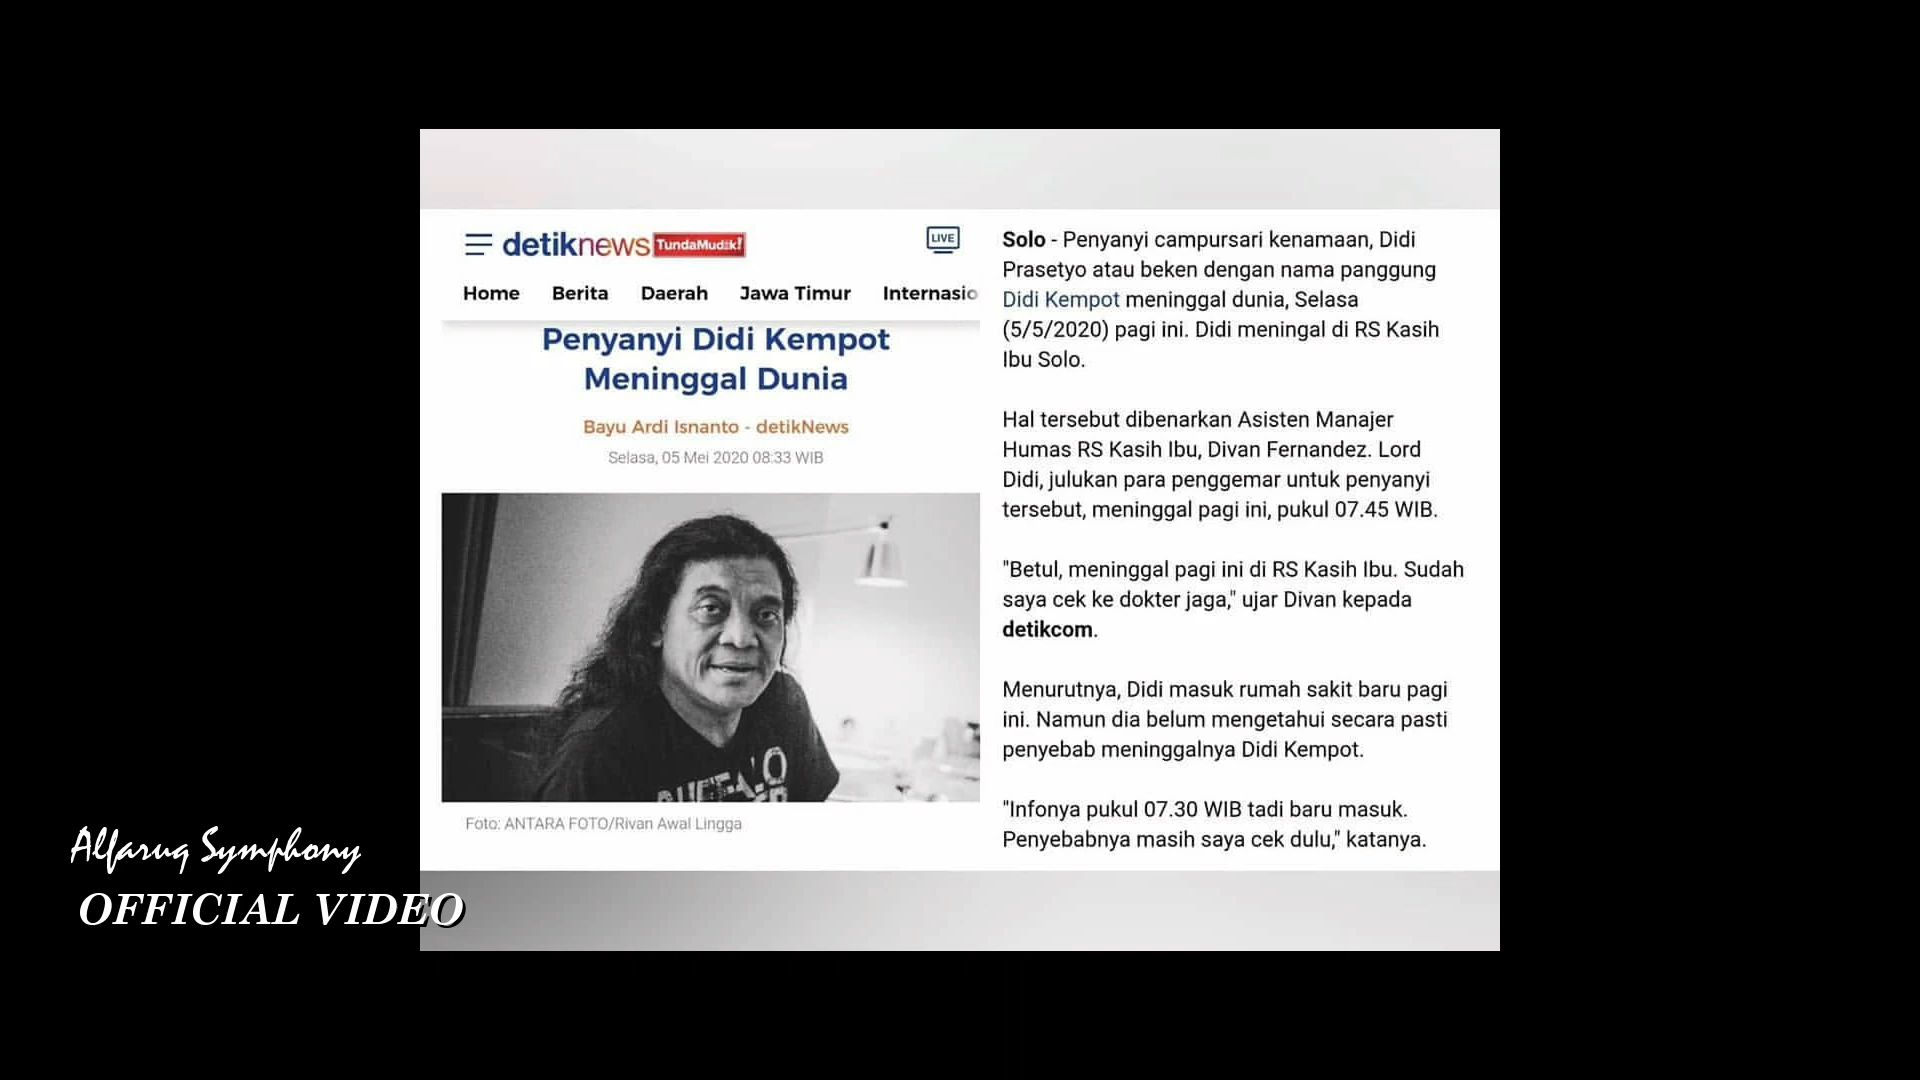 detiknews TundaMudik!
LIVE
Home Berita Daerah Jawa Timur Internasio
Penyanyi Didi Kempot
Meninggal Dunia
Bayu Ardi Isnanto - detikNews
Selasa, 05 Mei 2020 08:33 WIB
Foto: ANTARA FOTO/Rivan Awal Lingga
Solo - Penyanyi campursari kenamaan, Didi
Prasetyo atau beken dengan nama panggung
Didi Kempot meninggal dunia, Selasa
(5/5/2020) pagi ini. Didi meningal di RS Kasih
Ibu Solo.
Hal tersebut dibenarkan Asisten Manajer
Humas RS Kasih Ibu, Divan Fernandez. Lord
Didi, julukan para penggemar untuk penyanyi
tersebut, meninggal pagi ini, pukul 07.45 WIB.
"Betul, meninggal pagi ini di RS Kasih Ibu. Sudah
saya cek ke dokter jaga," ujar Divan kepada
detikcom.
Menurutnya, Didi masuk rumah sakit baru pagi
ini. Namun dia belum mengetahui secara pasti
penyebab meninggalnya Didi Kempot.
"Infonya pukul 07.30 WIB tadi baru masuk.
Penyebabnya masih saya cek dulu," katanya.
Alfaruq Symphony
OFFICIAL VIDEO